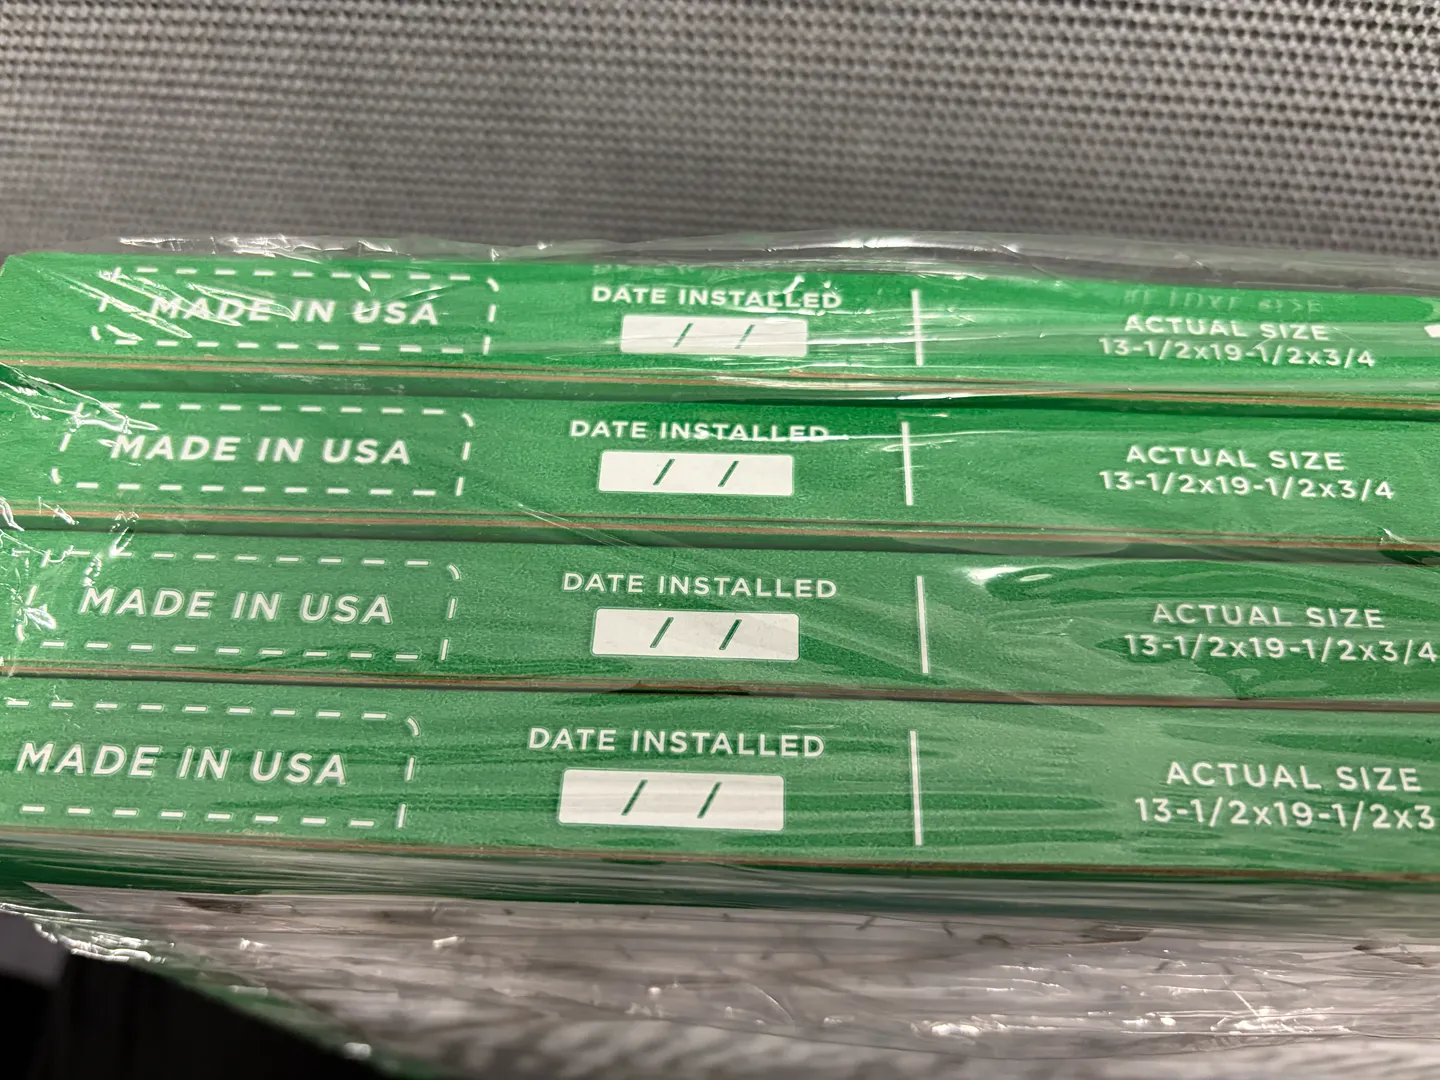 MADE IN USA
DATE INSTALLED
/ /
ACTUAL SIZE
13-1/2x19-1/2x3/4
MADE IN USA
DATE INSTALLED
/ /
ACTUAL SIZE
13-1/2x19-1/2x3/4
MADE IN USA
DATE INSTALLED
/ /
ACTUAL SIZE
13-1/2x19-1/2x3/4
MADE IN USA
DATE INSTALLED
/ /
ACTUAL SIZE
13-1/2x19-1/2x3